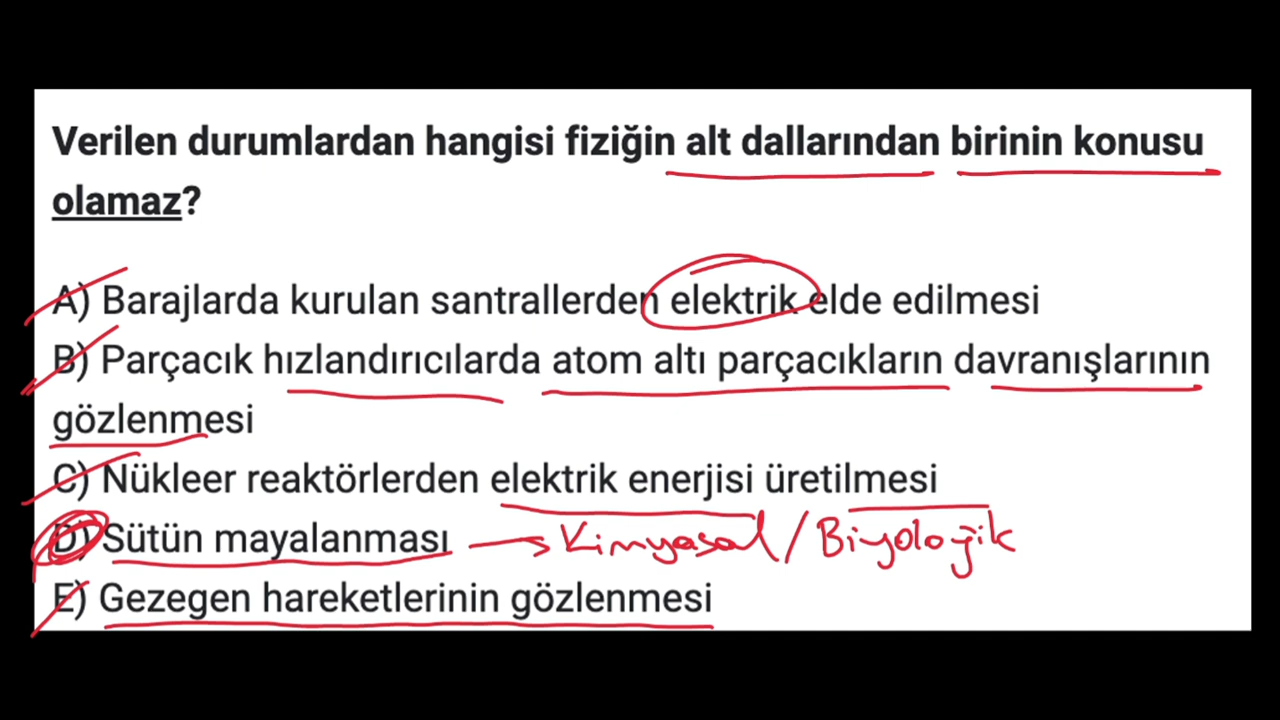 Verilen durumlardan hangisi fiziğin alt dallarından birinin konusu
olamaz?
A) Barajlarda kurulan santrallerden elektrik elde edilmesi
B) Parçacık hızlandırıcılarda atom altı parçacıkların davranışlarının
gözlenmesi
C) Nükleer reaktörlerden elektrik enerjisi üretilmesi
D) Sütün mayalanması → Kimyasal / Biyolojik
E) Gezegen hareketlerinin gözlenmesi